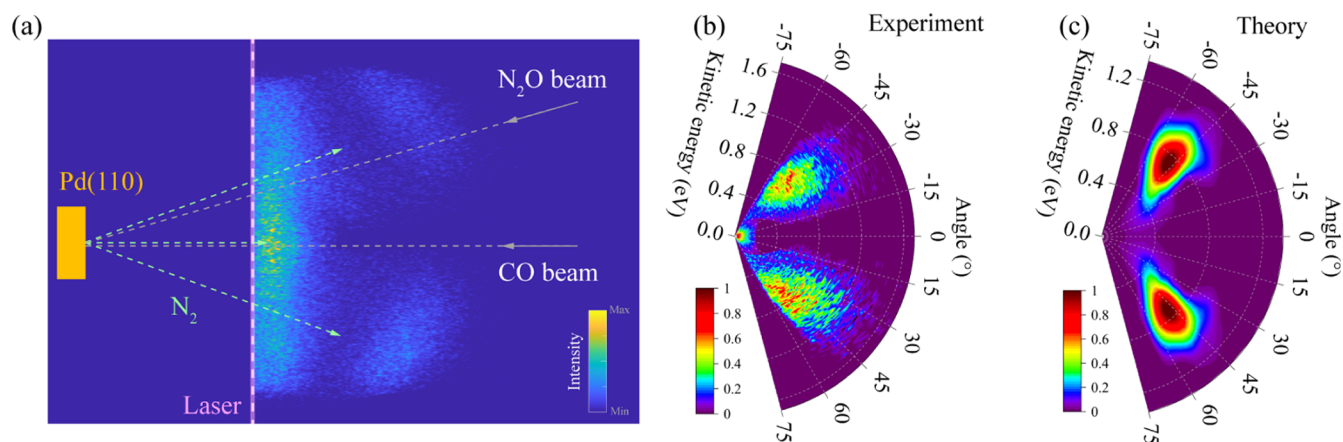 (a)
N₂O beam
Pd(110)
CO beam
N₂
Laser
Intensity
Max
Min
(b)
Experiment
Kinetic energy (eV)
1.6
1.2
0.8
0.4
0.0
-75
-60
-45
-30
-15
0
15
30
45
60
75
Angle (°)
1
0.8
0.6
0.4
0.2
0
(c)
Theory
Kinetic energy (eV)
1.2
0.8
0.4
0.0
-75
-60
-45
-30
-15
0
15
30
45
60
75
Angle (°)
1
0.8
0.6
0.4
0.2
0